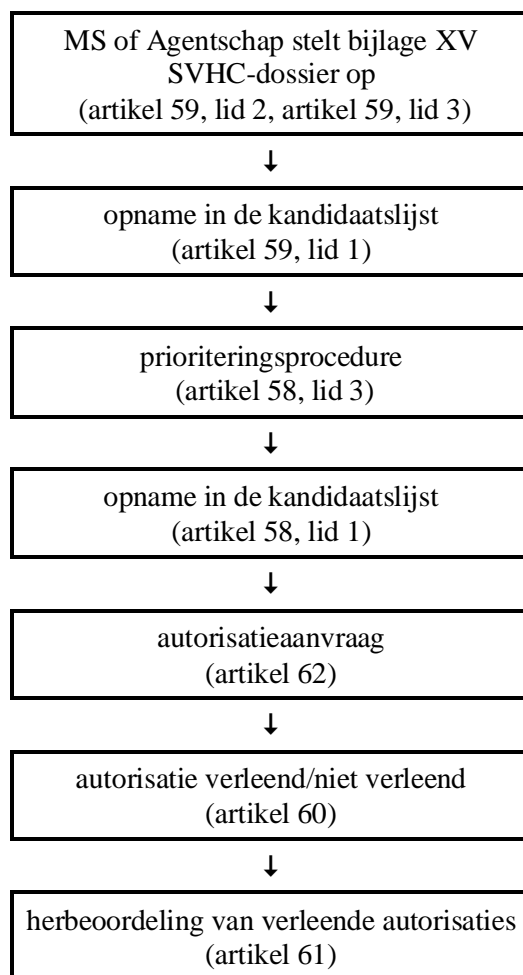 MS of Agentschap stelt bijlage XV
SVHC-dossier op
(artikel 59, lid 2, artikel 59, lid 3)
↓
opname in de kandidaatslijst
(artikel 59, lid 1)
↓
prioriteringsprocedure
(artikel 58, lid 3)
↓
opname in de kandidaatslijst
(artikel 58, lid 1)
↓
autorisatieaanvraag
(artikel 62)
↓
autorisatie verleend/niet verleend
(artikel 60)
↓
herbeoordeling van verleende autorisaties
(artikel 61)